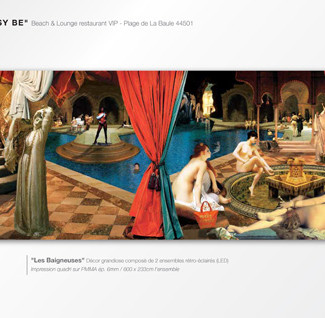 SY BE" Beach & Lounge restaurant VIP - Plage de La Baule 44501
"Les Baigneuses" Décor grandiose composé de 2 ensembles rétro-éclairés (LED)
Impression quadri sur PMMA ép. 6mm / 600 x 233cm l'ensemble